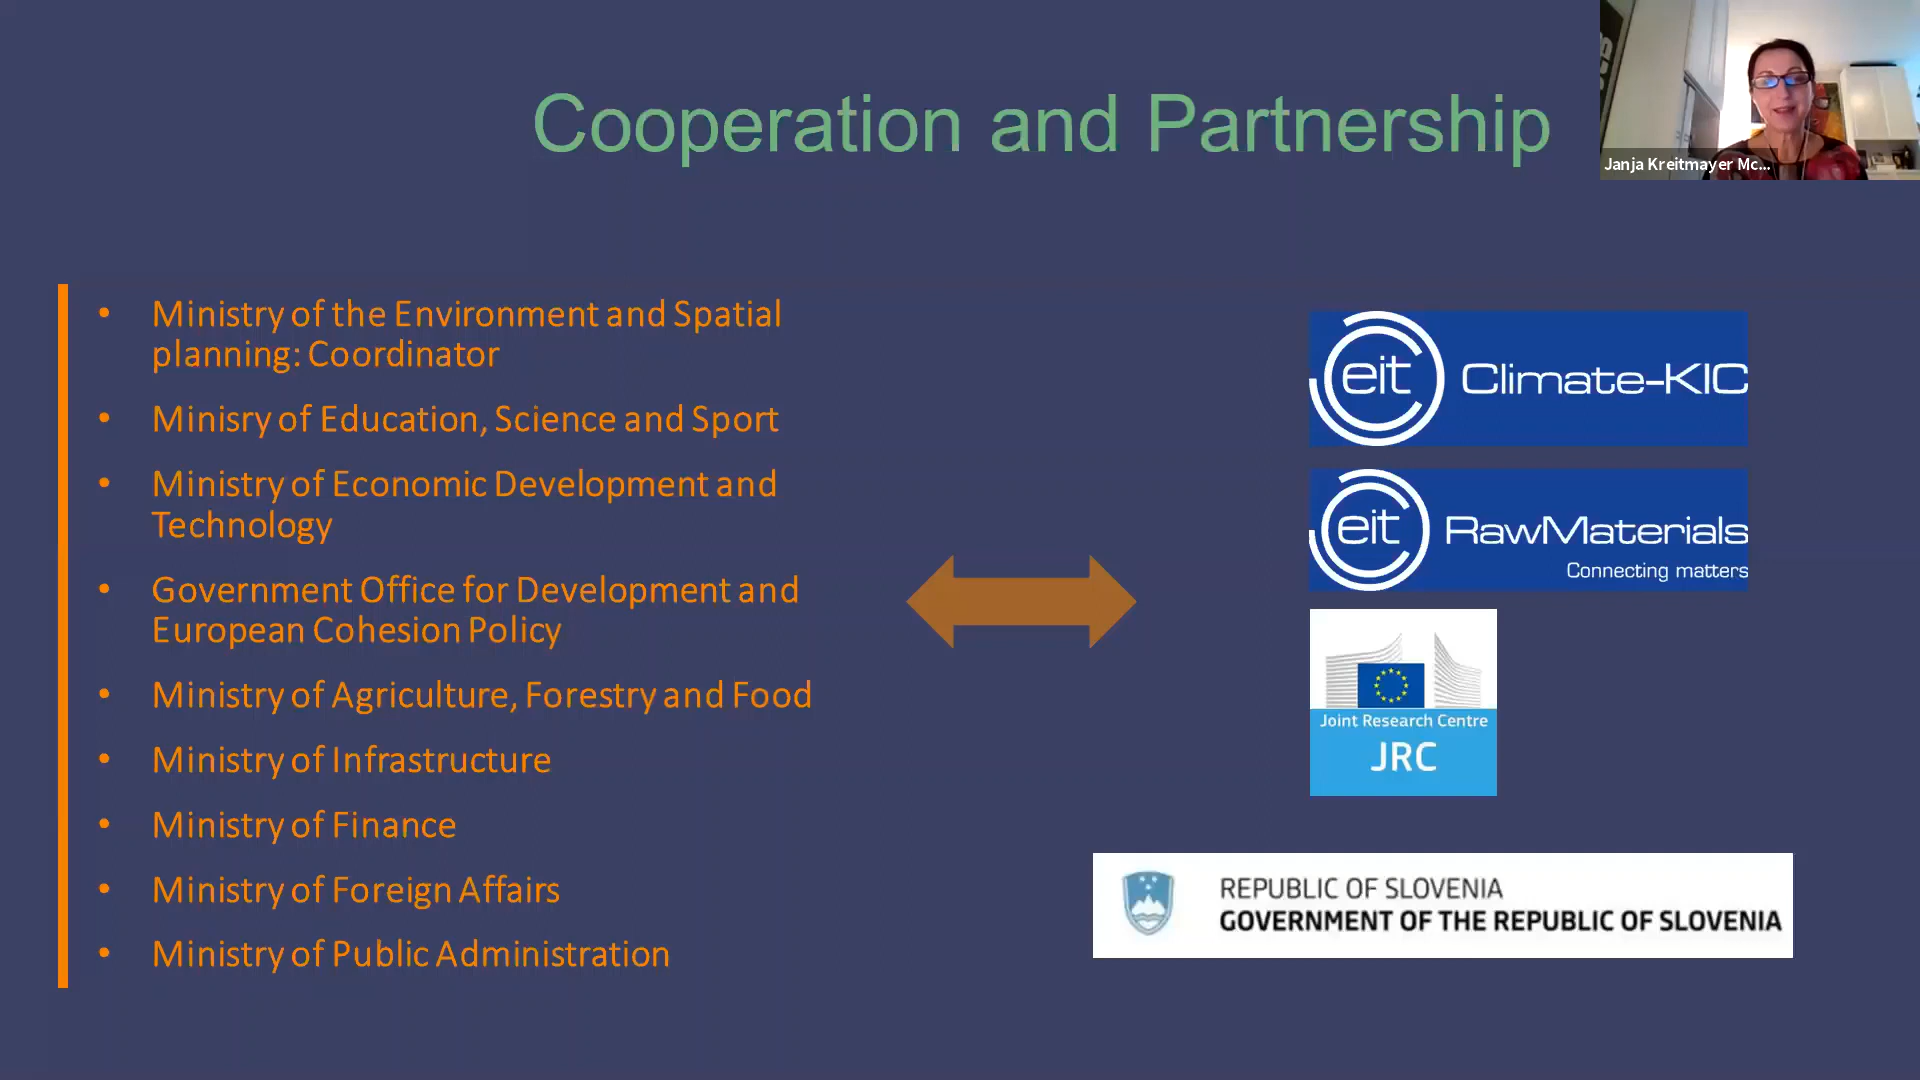 Cooperation and Partnership
Janja Kreitmayer Mc...
• Ministry of the Environment and Spatial
planning: Coordinator
• Minisry of Education, Science and Sport
• Ministry of Economic Development and
Technology
• Government Office for Development and
European Cohesion Policy
• Ministry of Agriculture, Forestry and Food
• Ministry of Infrastructure
• Ministry of Finance
• Ministry of Foreign Affairs
• Ministry of Public Administration
eit Climate-KIC
eit RawMaterials
Connecting matters
Joint Research Centre
JRC
REPUBLIC OF SLOVENIA
GOVERNMENT OF THE REPUBLIC OF SLOVENIA